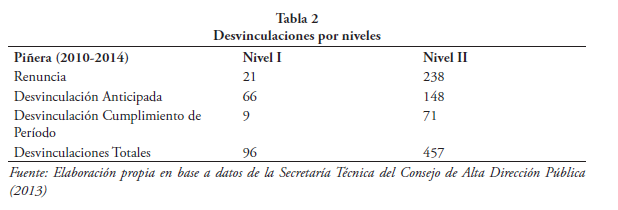 Tabla 2
Desvinculaciones por niveles
Piñera (2010-2014) Nivel I Nivel II
Renuncia 21 238
Desvinculación Anticipada 66 148
Desvinculación Cumplimiento de 9 71
Período
Desvinculaciones Totales 96 457
Fuente: Elaboración propia en base a datos de la Secretaría Técnica del Consejo de Alta Dirección Pública
(2013)